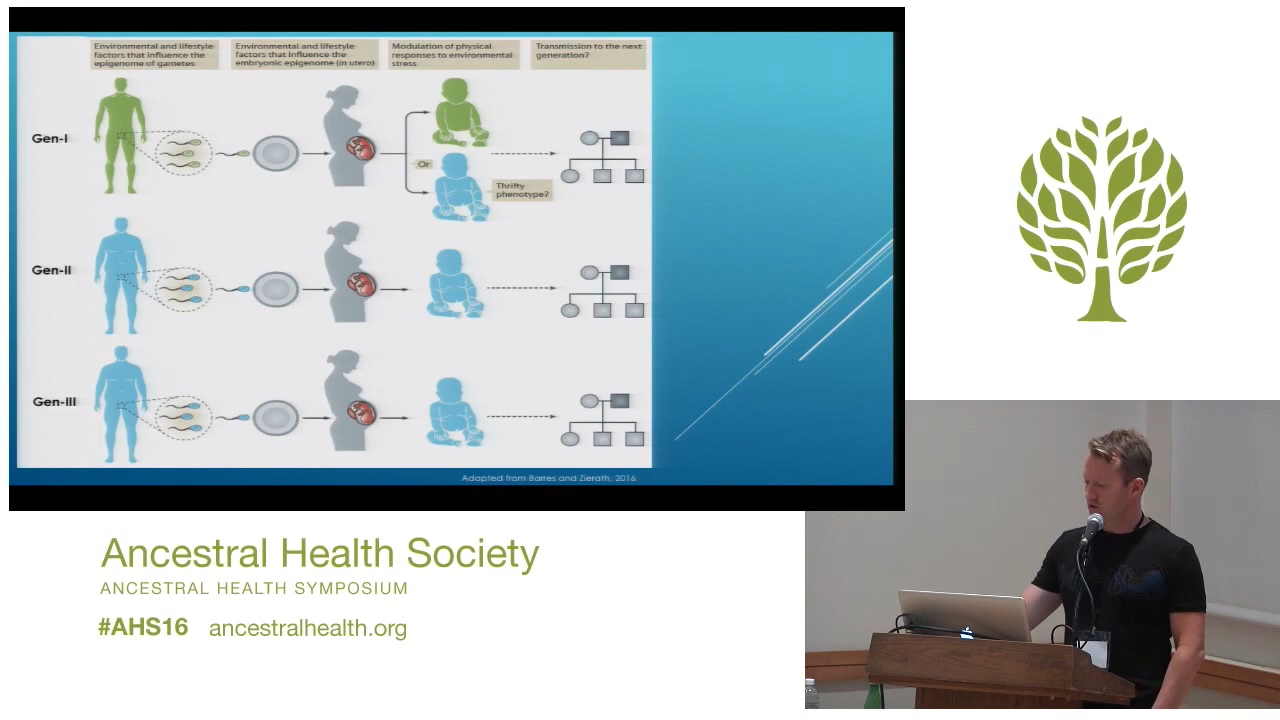 Environmental and lifestyle
factors that influence the
epigenome of gametes
Environmental and lifestyle
factors that influence the
embryonic epigenome (in utero)
Modulation of physical
responses to environmental
stress
Transmission to the next
generation?
Gen-I
Or
Thrifty
phenotype?
Gen-II
Gen-III
Adapted from Barres and Zierath, 2016
Ancestral Health Society
ANCESTRAL HEALTH SYMPOSIUM
#AHS16 ancestralhealth.org